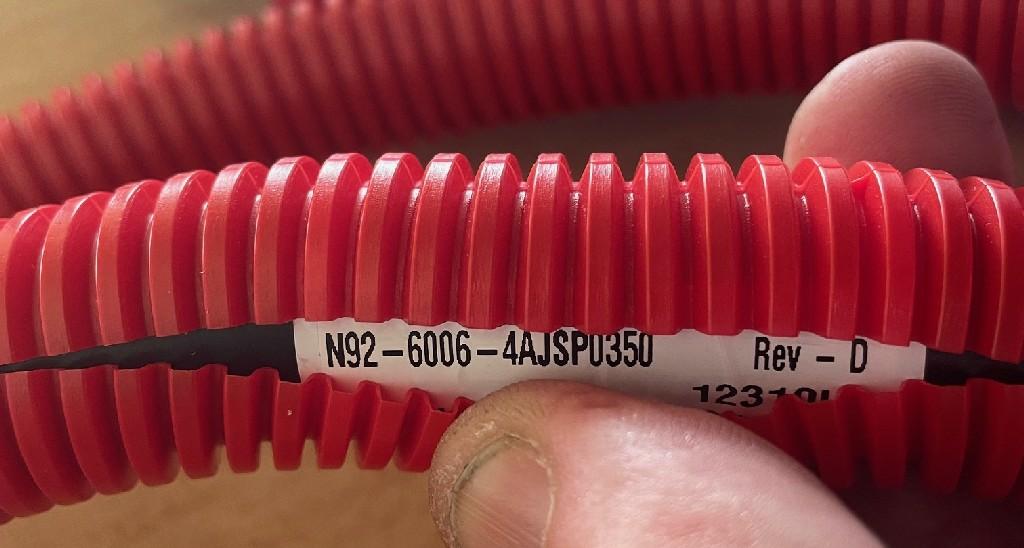 N92-6006-4AJSP0350 Rev - D